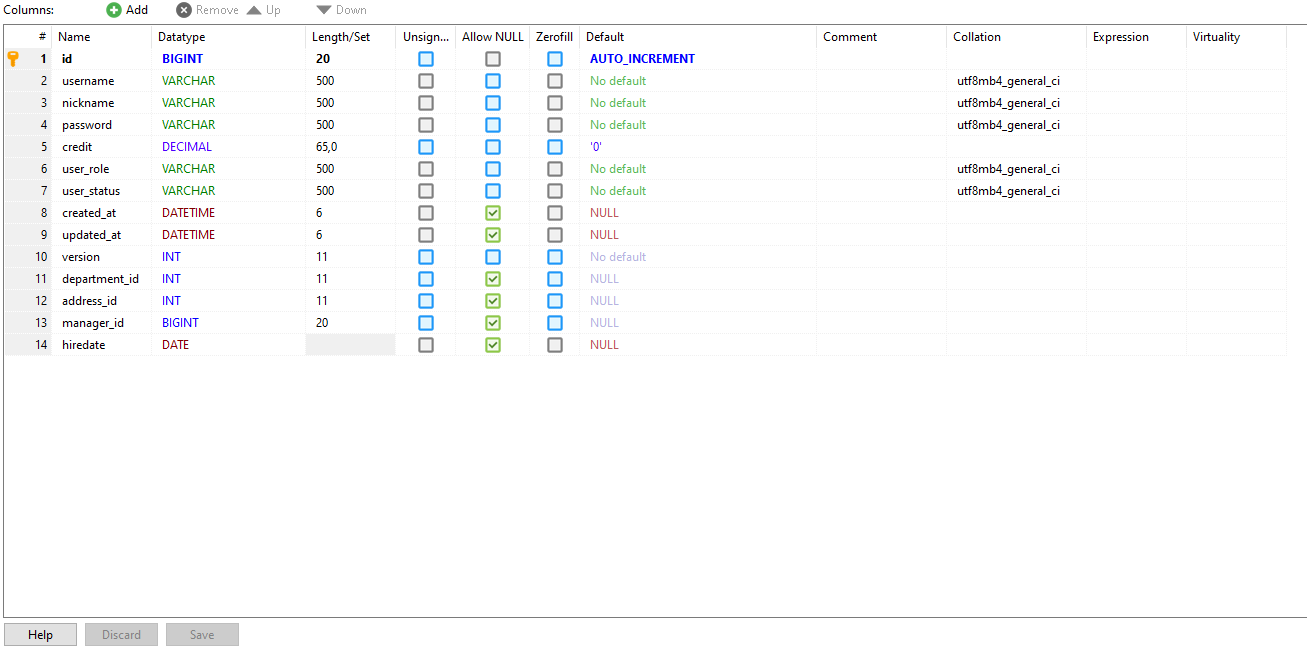 Columns: Add Remove Up Down
# Name Datatype Length/Set Unsign... Allow NULL Zerofill Default Comment Collation Expression Virtuality
1 id BIGINT 20 AUTO_INCREMENT
2 username VARCHAR 500 No default utf8mb4_general_ci
3 nickname VARCHAR 500 No default utf8mb4_general_ci
4 password VARCHAR 500 No default utf8mb4_general_ci
5 credit DECIMAL 65,0 '0'
6 user_role VARCHAR 500 No default utf8mb4_general_ci
7 user_status VARCHAR 500 No default utf8mb4_general_ci
8 created_at DATETIME 6 NULL
9 updated_at DATETIME 6 NULL
10 version INT 11 No default
11 department_id INT 11 NULL
12 address_id INT 11 NULL
13 manager_id BIGINT 20 NULL
14 hiredate DATE NULL
Help Discard Save